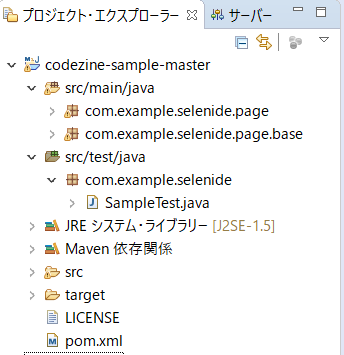 プロジェクト・エクスプローラー サーバー
codezine-sample-master
src/main/java
com.example.selenide.page
com.example.selenide.page.base
src/test/java
com.example.selenide
SampleTest.java
JRE システム・ライブラリー [J2SE-1.5]
Maven 依存関係
src
target
LICENSE
pom.xml